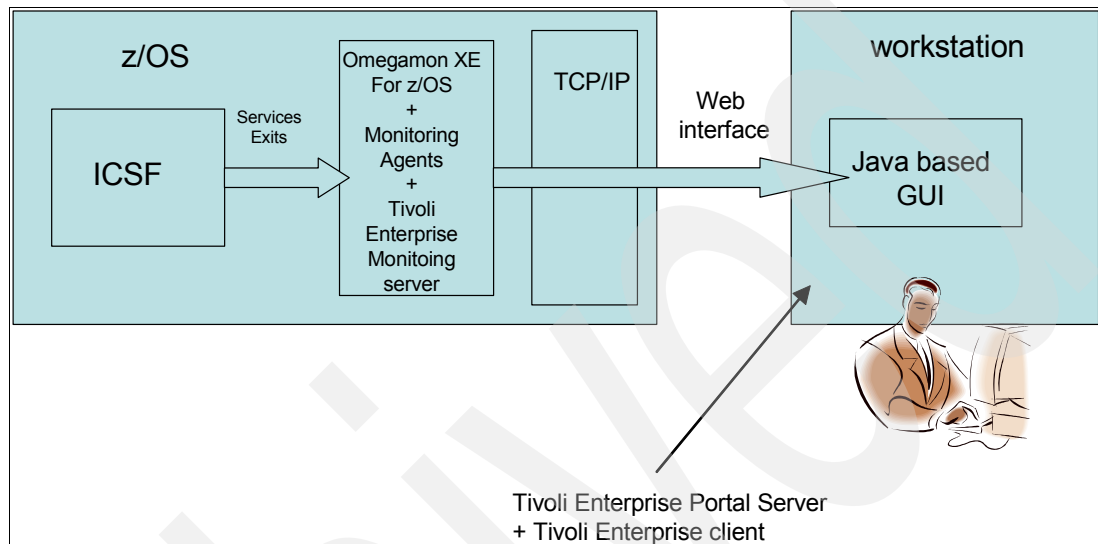 z/OS
ICSF
Services
Exits
Omegamon XE
For z/OS
+
Monitoring
Agents
+
Tivoli
Enterprise
Monitoing
server
TCP/IP
Web
interface
workstation
Java based
GUI
Tivoli Enterprise Portal Server
+ Tivoli Enterprise client